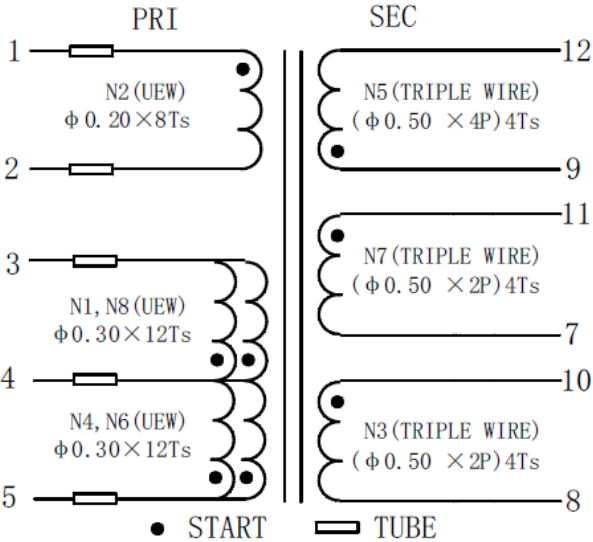 PRI SEC
1 12
N2(UEW) N5(TRIPLE WIRE)
φ0.20×8Ts (φ0.50 ×4P)4Ts
2 9
11
3
N7(TRIPLE WIRE)
(φ0.50 ×2P)4Ts
N1,N8(UEW)
φ0.30×12Ts
7
4 10
N4,N6(UEW) N3(TRIPLE WIRE)
φ0.30×12Ts (φ0.50 ×2P)4Ts
5 8
START TUBE